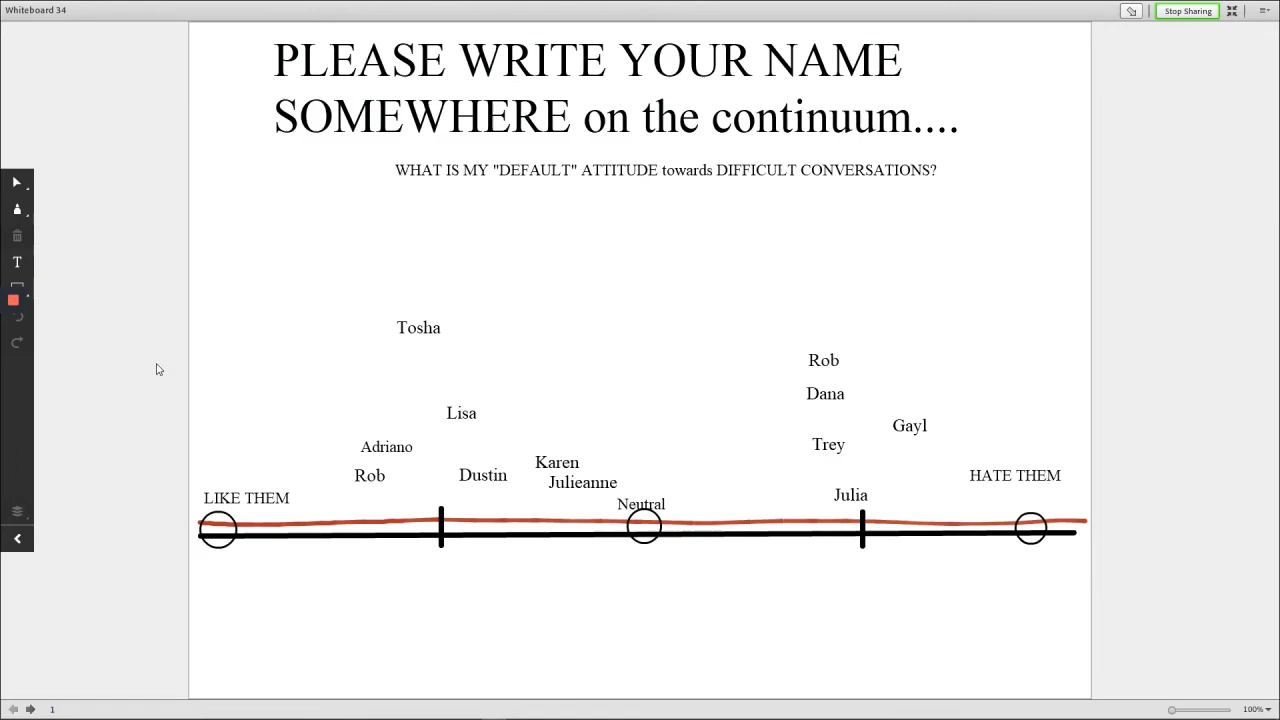 Whiteboard 34
Stop Sharing
PLEASE WRITE YOUR NAME
SOMEWHERE on the continuum....
WHAT IS MY "DEFAULT" ATTITUDE towards DIFFICULT CONVERSATIONS?
T
Tosha
Rob
Dana
Lisa
Gayl
Trey
Adriano
Karen
Rob
Dustin
Julieanne
HATE THEM
LIKE THEM
Julia
Neutral
1
100%